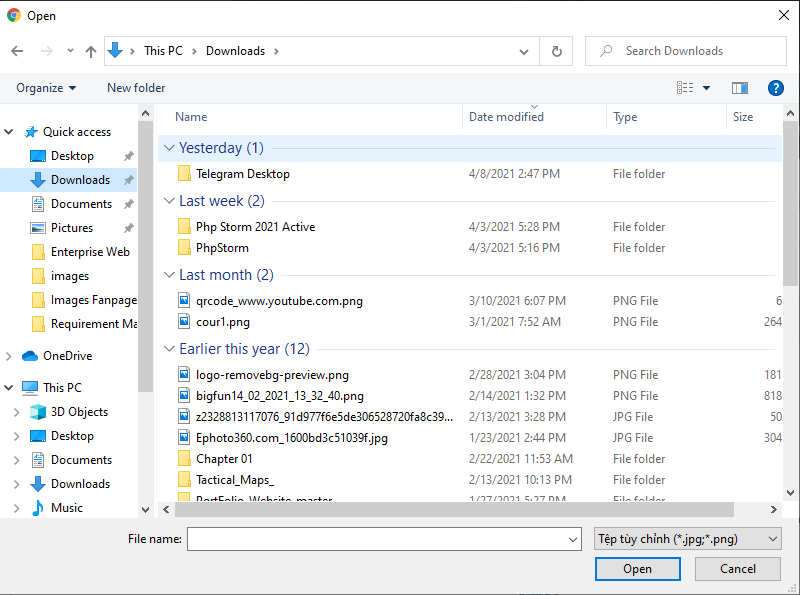 Open
This PC > Downloads >
Search Downloads
Organize
New folder
?
Name
Date modified
Type
Size
Quick access
Desktop
Downloads
Documents
Pictures
Enterprise Web
images
Images Fanpage
Requirement Ma
OneDrive
This PC
3D Objects
Desktop
Documents
Downloads
Music
Yesterday (1)
Telegram Desktop 4/8/2021 2:47 PM File folder
Last week (2)
Php Storm 2021 Active 4/3/2021 5:28 PM File folder
PhpStorm 4/3/2021 5:16 PM File folder
Last month (2)
qrcode_www.youtube.com.png 3/10/2021 6:07 PM PNG File 6
cour1.png 3/1/2021 7:52 AM PNG File 264
Earlier this year (12)
logo-removebg-preview.png 2/28/2021 3:04 PM PNG File 181
bigfun14_02_2021_13_32_40.png 2/14/2021 1:32 PM PNG File 818
z2328813117076_91d977f6e5de306528720fa8c39... 2/13/2021 3:28 PM JPG File 50
Ephoto360.com_1600bd3c51039f.jpg 1/23/2021 2:44 PM JPG File 304
Chapter 01 2/22/2021 11:53 AM File folder
Tactical_Maps_ 2/13/2021 10:13 PM File folder
PortFolio_Website_master 1/27/2021 5:27 PM File folder
File name:
Tệp tùy chỉnh (*.jpg;*.png)
Open
Cancel